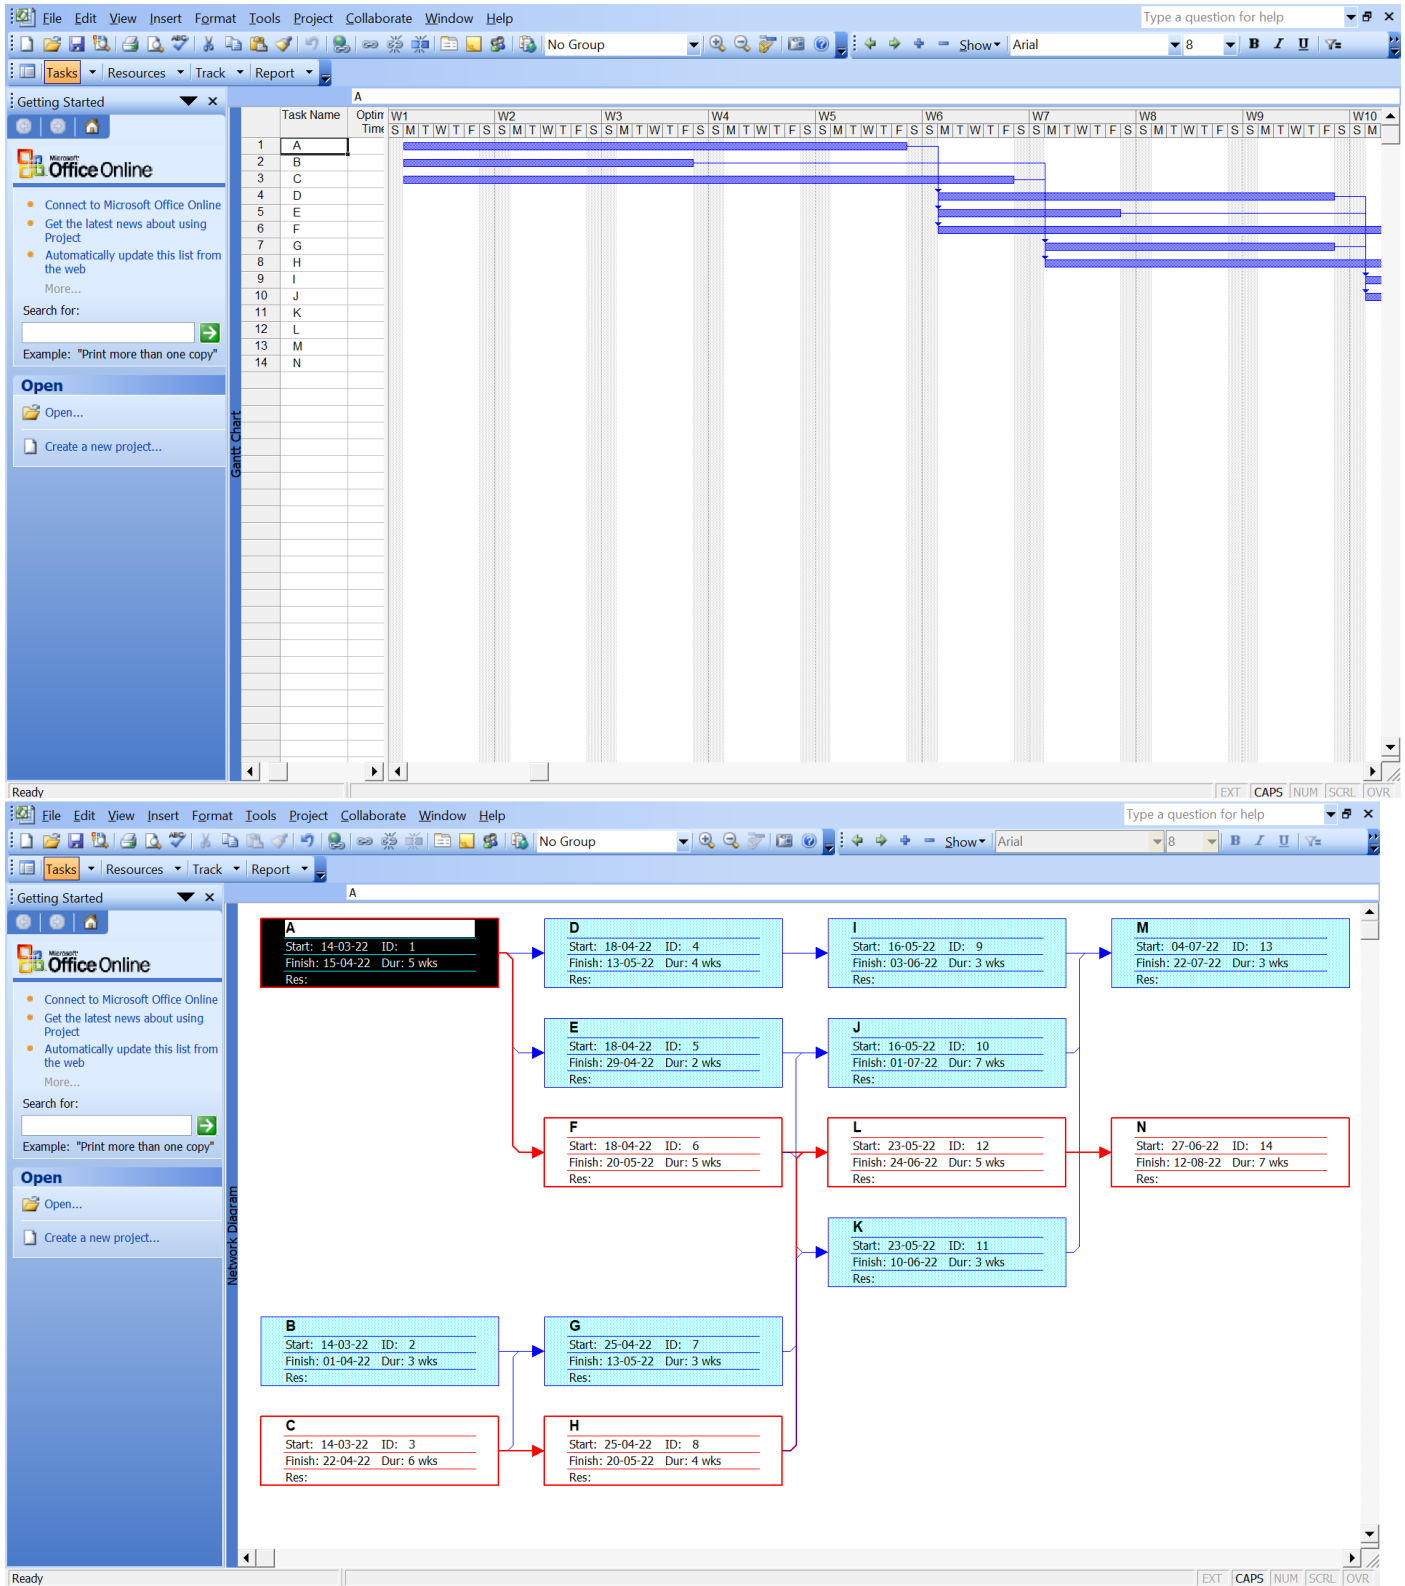 File Edit View Insert Format Tools Project Collaborate Window Help Type a question for help
No Group Show Arial 8 B I U
Tasks Resources Track Report
Getting Started
A
Microsoft
Office Online
Connect to Microsoft Office Online
Get the latest news about using
Project
Automatically update this list from
the web
More...
Search for:
Example: "Print more than one copy"
Open
Open...
Create a new project...
Gantt Chart
Task Name Optim
Time
W1 W2 W3 W4 W5 W6 W7 W8 W9 W10
S M T W T F S S M T W T F S S M T W T F S S M T W T F S S M T W T F S S M T W T F S S M T W T F S S M T W T F S S M T W T F S S M
1 A
2 B
3 C
4 D
5 E
6 F
7 G
8 H
9 I
10 J
11 K
12 L
13 M
14 N
Ready EXT CAPS NUM SCRL OVR
File Edit View Insert Format Tools Project Collaborate Window Help Type a question for help
No Group Show Arial 8 B I U
Tasks Resources Track Report
Getting Started
A
Microsoft
Office Online
Connect to Microsoft Office Online
Get the latest news about using
Project
Automatically update this list from
the web
More...
Search for:
Example: "Print more than one copy"
Open
Open...
Create a new project...
Network Diagram
A
Start: 14-03-22 ID: 1
Finish: 15-04-22 Dur: 5 wks
Res:
D
Start: 18-04-22 ID: 4
Finish: 13-05-22 Dur: 4 wks
Res:
I
Start: 16-05-22 ID: 9
Finish: 03-06-22 Dur: 3 wks
Res:
M
Start: 04-07-22 ID: 13
Finish: 22-07-22 Dur: 3 wks
Res:
E
Start: 18-04-22 ID: 5
Finish: 29-04-22 Dur: 2 wks
Res:
J
Start: 16-05-22 ID: 10
Finish: 01-07-22 Dur: 7 wks
Res:
F
Start: 18-04-22 ID: 6
Finish: 20-05-22 Dur: 5 wks
Res:
L
Start: 23-05-22 ID: 12
Finish: 24-06-22 Dur: 5 wks
Res:
N
Start: 27-06-22 ID: 14
Finish: 12-08-22 Dur: 7 wks
Res:
K
Start: 23-05-22 ID: 11
Finish: 10-06-22 Dur: 3 wks
Res:
B
Start: 14-03-22 ID: 2
Finish: 01-04-22 Dur: 3 wks
Res:
G
Start: 25-04-22 ID: 7
Finish: 13-05-22 Dur: 3 wks
Res:
C
Start: 14-03-22 ID: 3
Finish: 22-04-22 Dur: 6 wks
Res:
H
Start: 25-04-22 ID: 8
Finish: 20-05-22 Dur: 4 wks
Res:
Ready EXT CAPS NUM SCRL OVR